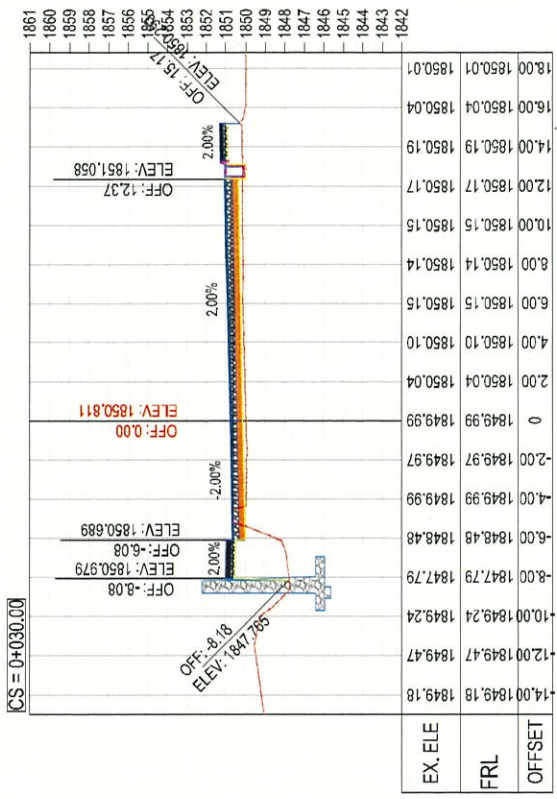 CS = 0+030.00
1861
1860
1859
1858
1857
1856
1855
1854
1853
1852
1851
1850
1849
1848
1847
1846
1845
1844
1843
1842
OFF: -8.18
ELEV: 1847.765
OFF: -8.08
ELEV: 1850.979
OFF: -6.08
ELEV: 1850.689
OFF: 0.00
ELEV: 1850.811
OFF: 12.37
ELEV: 1851.058
OFF: 15.17
ELEV: 1850.
2.00%
-2.00%
2.00%
2.00%
EX. ELE 1849.18 1849.47 1849.24 1847.79 1848.48 1849.99 1849.97 1849.99 1850.04 1850.10 1850.15 1850.14 1850.15 1850.17 1850.19 1850.04 1850.01
FRL 1849.18 1849.47 1849.24 1847.79 1848.48 1849.99 1849.97 1849.99 1850.04 1850.10 1850.15 1850.14 1850.15 1850.17 1850.19 1850.04 1850.01
OFFSET -14.00 -12.00 -10.00 -8.00 -6.00 -4.00 -2.00 0 2.00 4.00 6.00 8.00 10.00 12.00 14.00 16.00 18.00